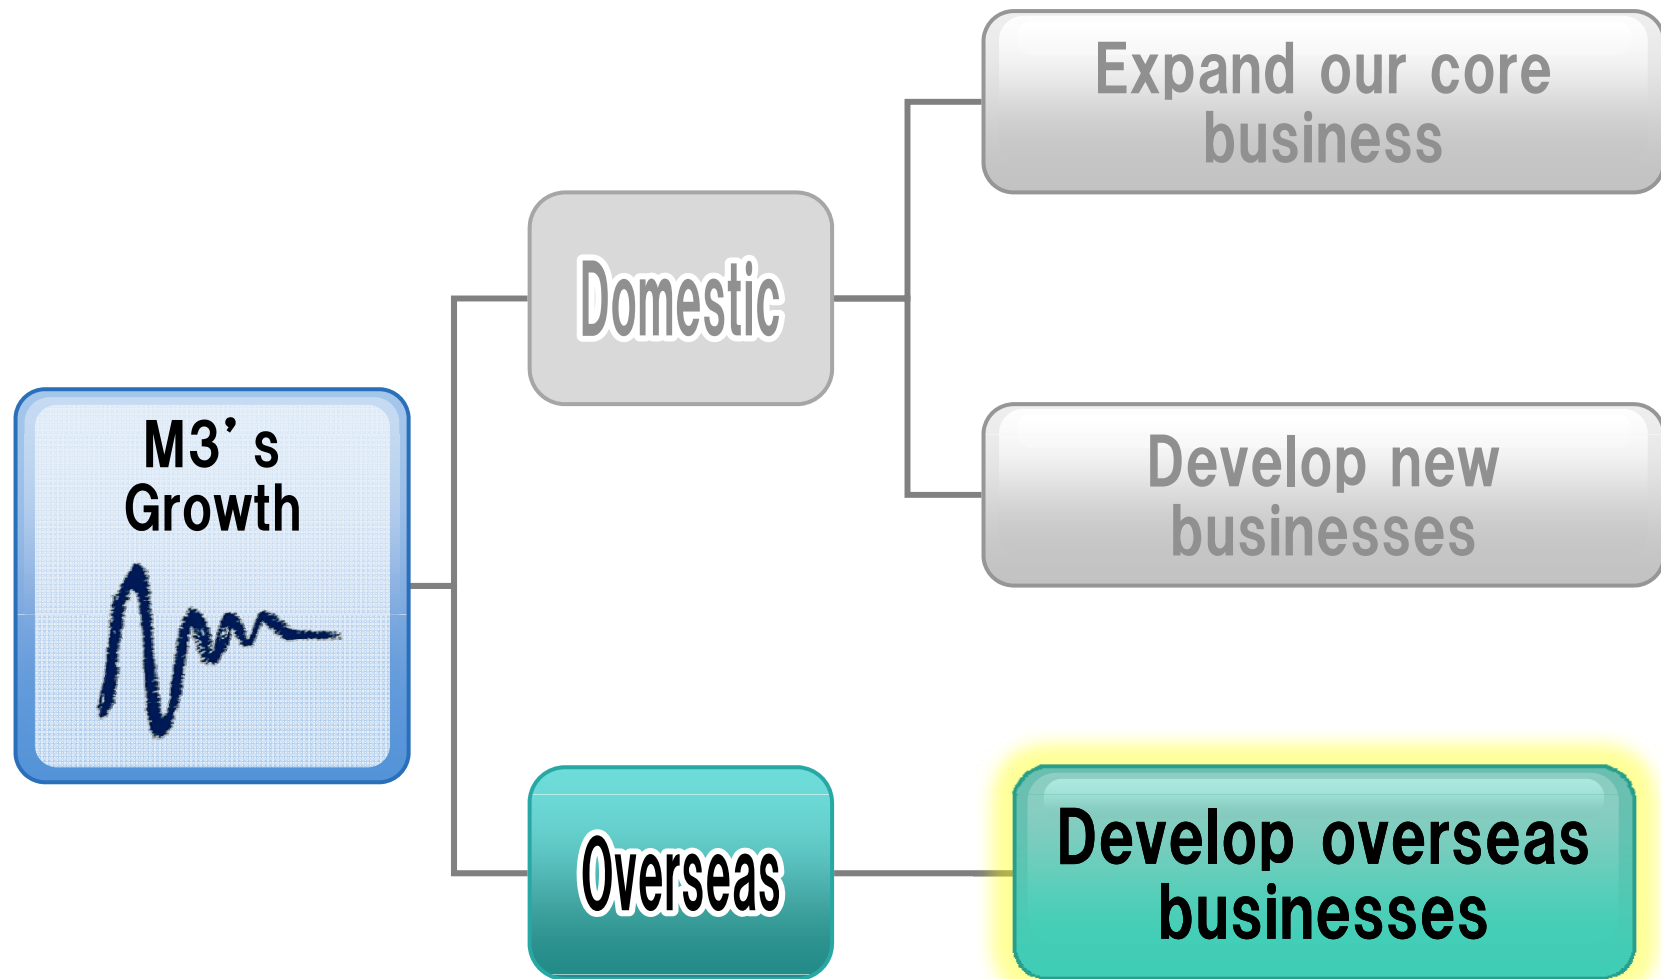 M3's
Growth
Domestic
Expand our core
business
Develop new
businesses
Overseas
Develop overseas
businesses